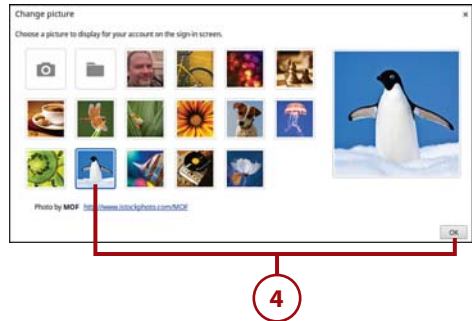 Change picture
Choose a picture to display for your account on the sign-in screen.
Photo by MOF http://www.istockphoto.com/MOF
OK
4